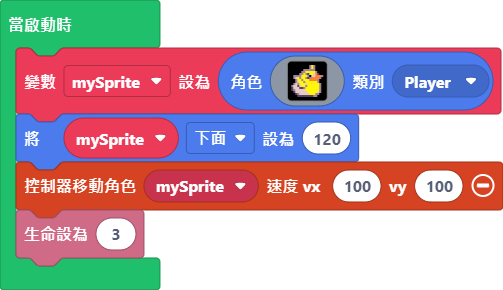 當啟動時
變數 mySprite 設為 角色 類別 Player
將 mySprite 下面 設為 120
控制器移動角色 mySprite 速度 vx 100 vy 100
生命設為 3